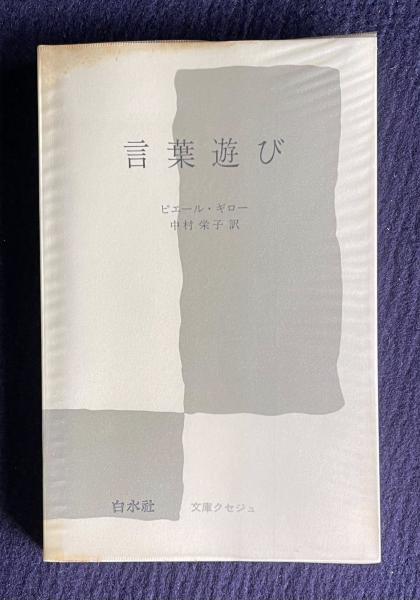 言葉遊び
ピエール・ギロー
中村栄子訳
白水社 文庫クセジュ